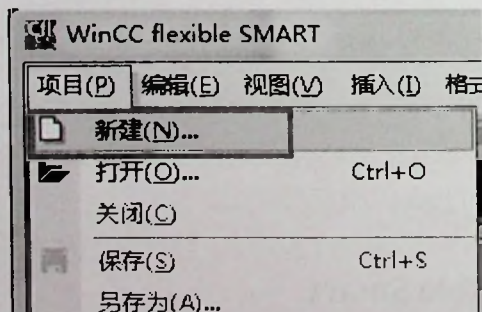 WinCC flexible SMART
项目(P) 编辑(E) 视图(V) 插入(I) 格式
新建(N)...
打开(O)... Ctrl+O
关闭(C)
保存(S) Ctrl+S
另存为(A)...